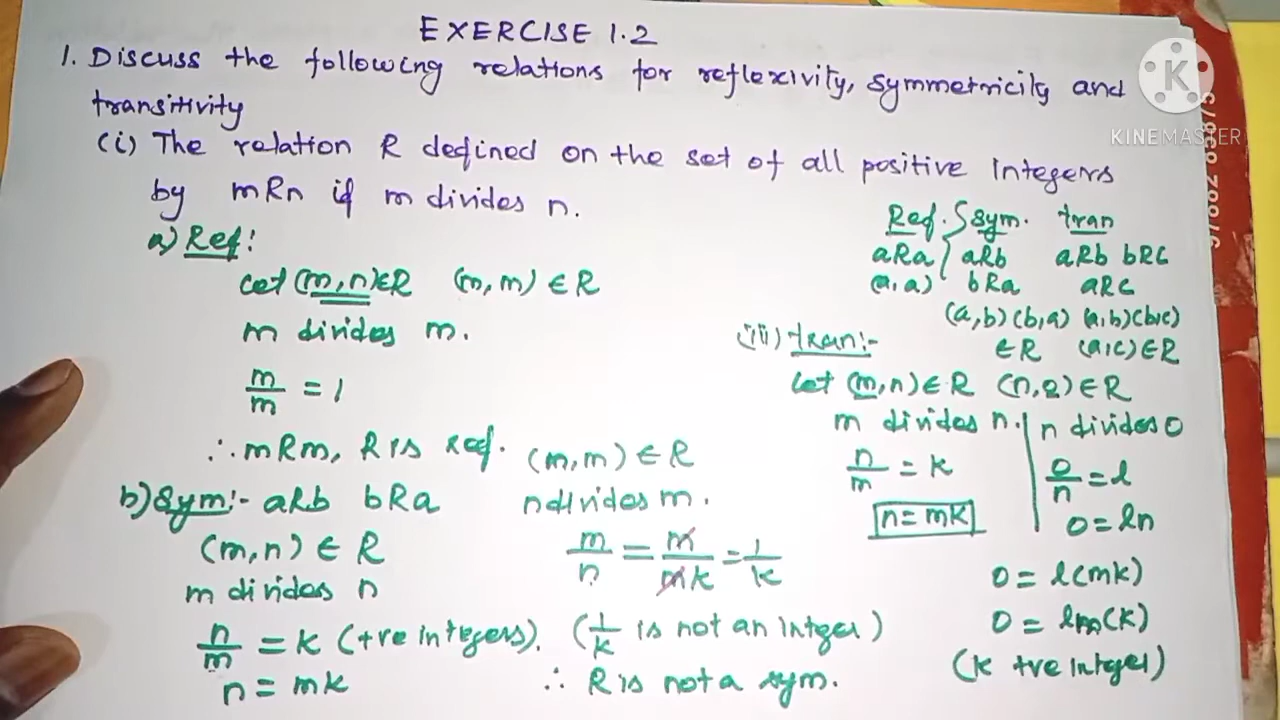 EXERCISE 1.2
1. Discuss the following relations for reflexivity, symmetricity and
transitivity
(i) The relation R defined on the set of all positive integers
by mRn if m divides n.
a) Ref:
Let (m,n)∈R (m,m) ∈ R
m divides m.
m/m = 1
∴ mRm, R is Ref.
b) Sym:- aRb bRa
(m,n) ∈ R
m divides n
n/m = k (+ve integers).
n = mk
(m,m) ∈ R
n divides m.
m/n = m/mk = 1/k
(1/k is not an intger)
∴ R is not a sym.
Ref. Sym. tran
aRa aRb aRb bRC
(a,a) bRa aRC
(a,b) (b,a) (a,b) (b,c)
∈R (a,c) ∈R
(iii) tran:-
Let (m,n) ∈ R (n,o) ∈ R
m divides n. n divides o
n/m = k o/n = l
n = mk o = ln
o = l(mk)
o = lm(k)
(k +ve intger)
K
KINEMASTER